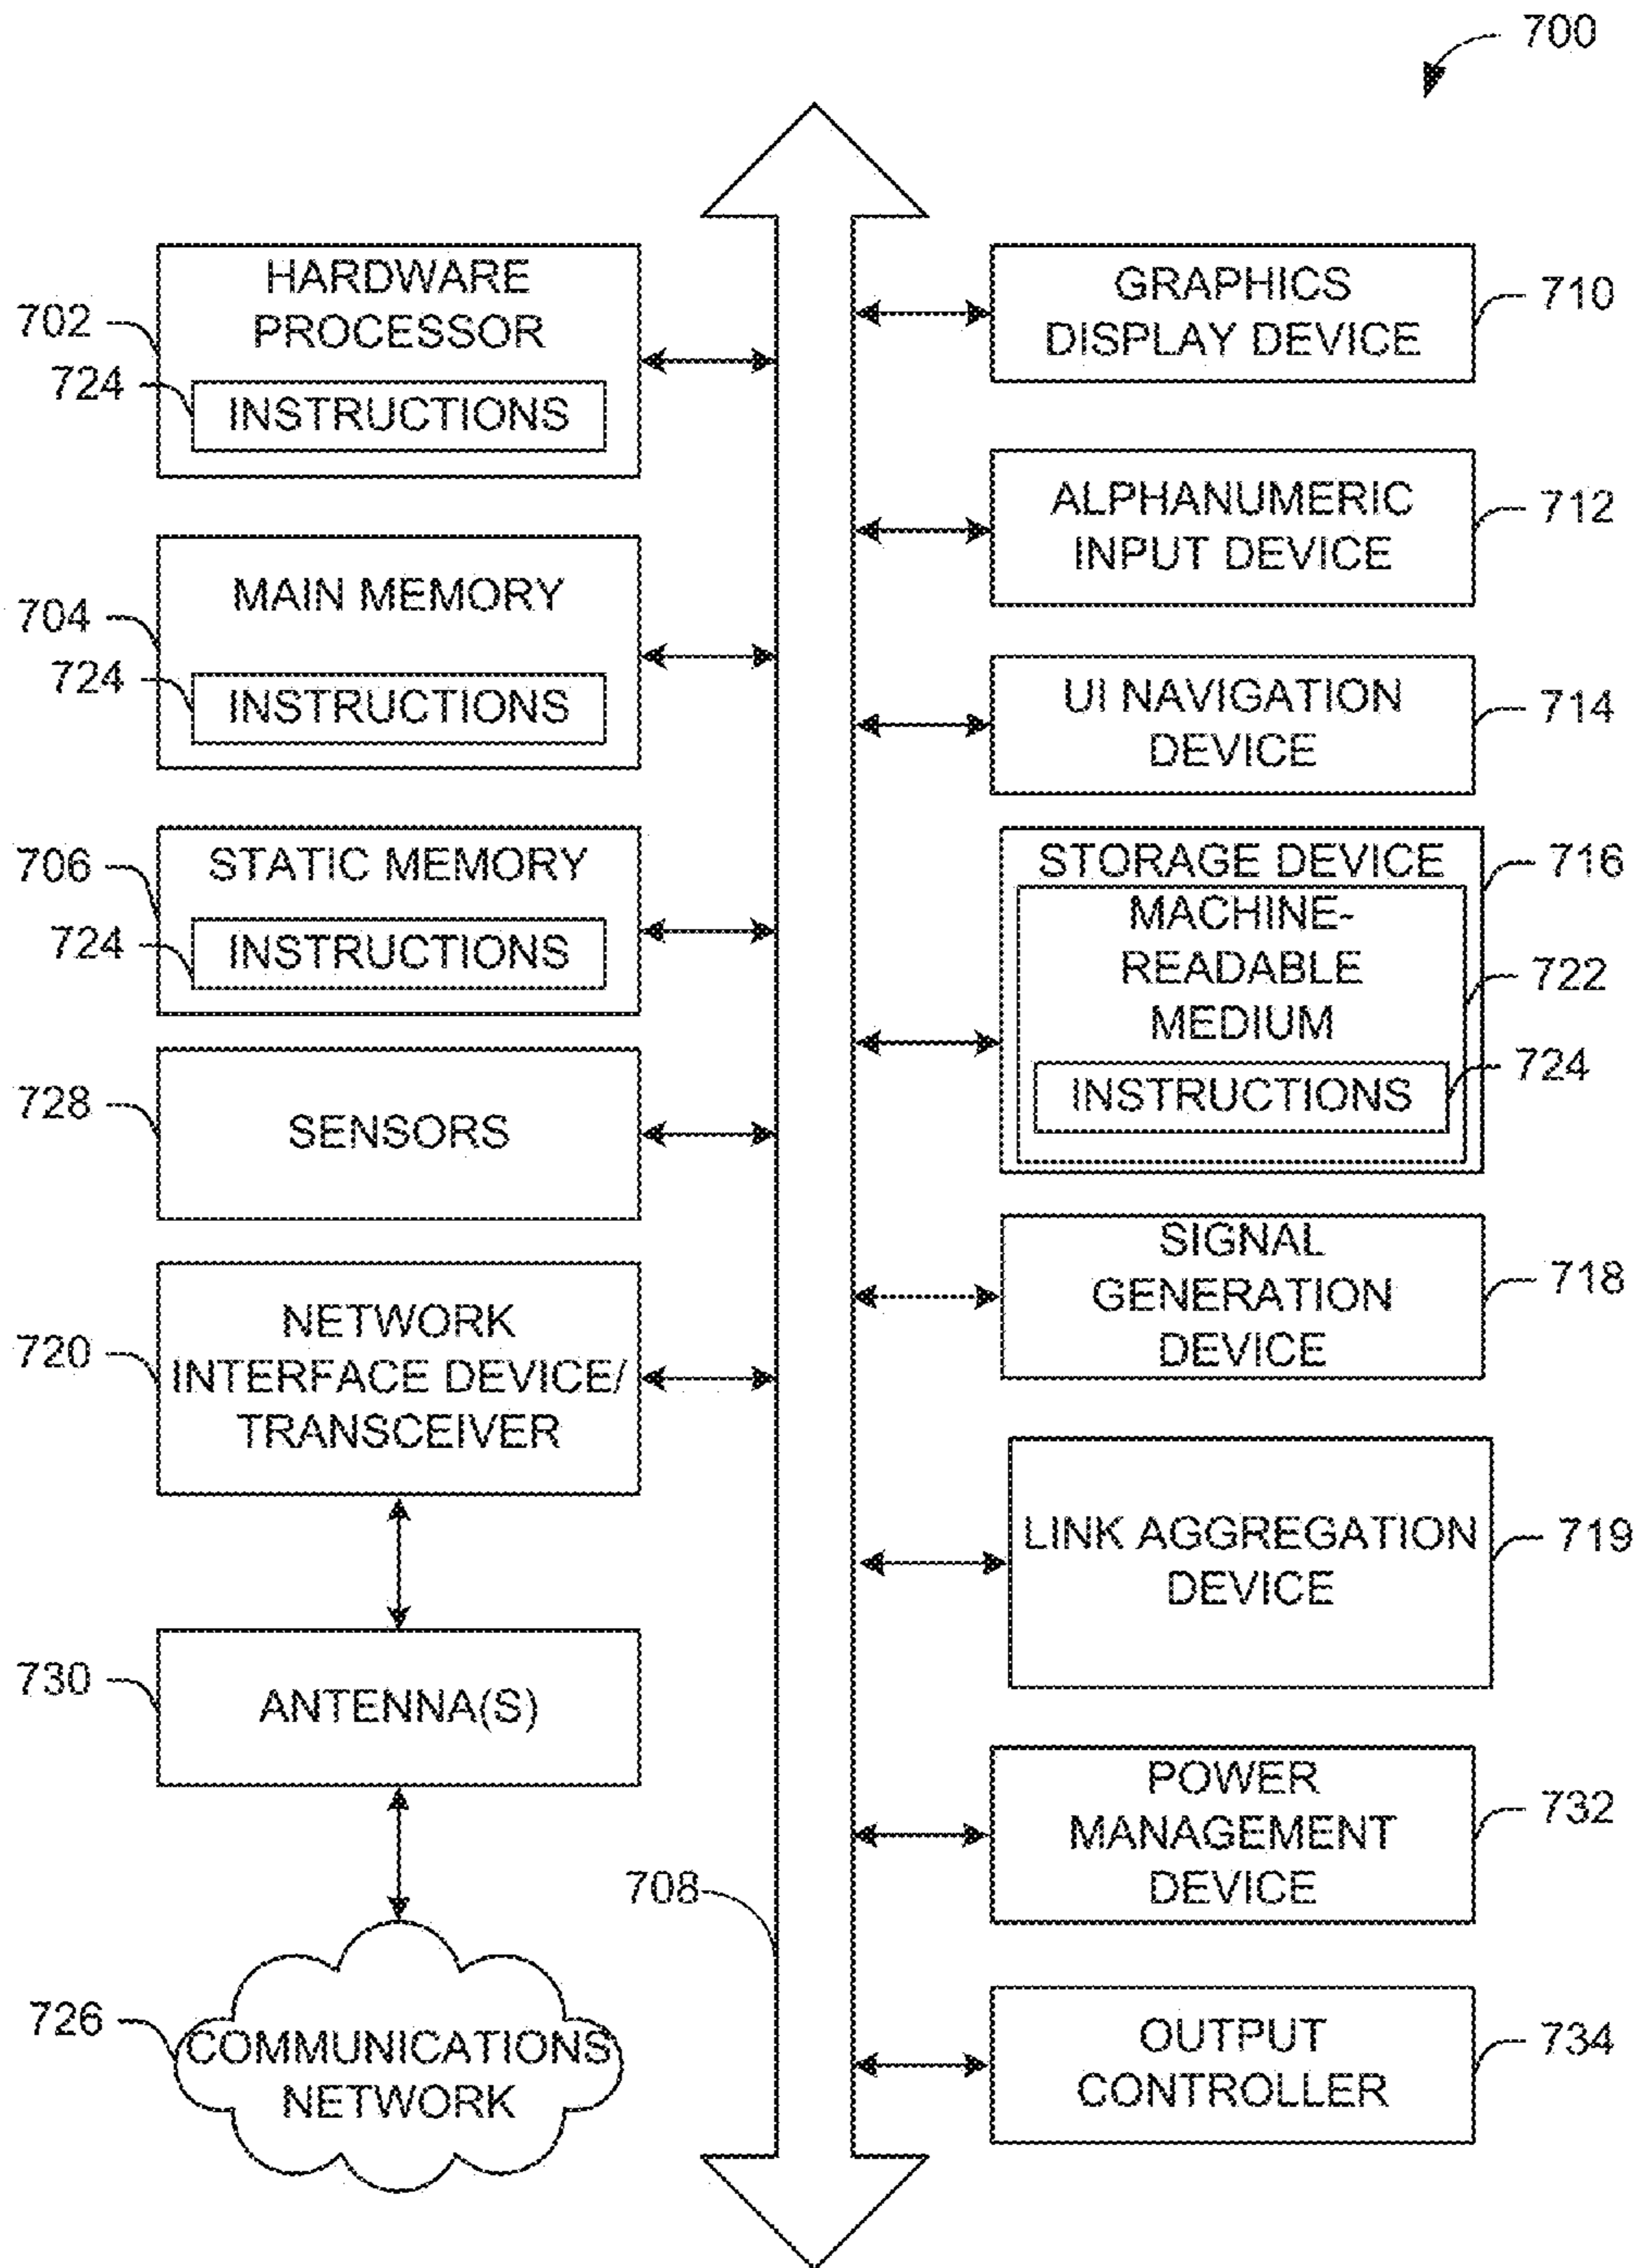 700
HARDWARE
PROCESSOR
702
724
INSTRUCTIONS
MAIN MEMORY
704
724
INSTRUCTIONS
STATIC MEMORY
706
724
INSTRUCTIONS
728
SENSORS
NETWORK
INTERFACE DEVICE/
TRANSCEIVER
720
730
ANTENNA(S)
708
726
COMMUNICATIONS
NETWORK
GRAPHICS
DISPLAY DEVICE
710
ALPHANUMERIC
INPUT DEVICE
712
UI NAVIGATION
DEVICE
714
STORAGE DEVICE
716
MACHINE-
READABLE
MEDIUM
722
INSTRUCTIONS
724
SIGNAL
GENERATION
DEVICE
718
LINK AGGREGATION
DEVICE
719
POWER
MANAGEMENT
DEVICE
732
OUTPUT
CONTROLLER
734